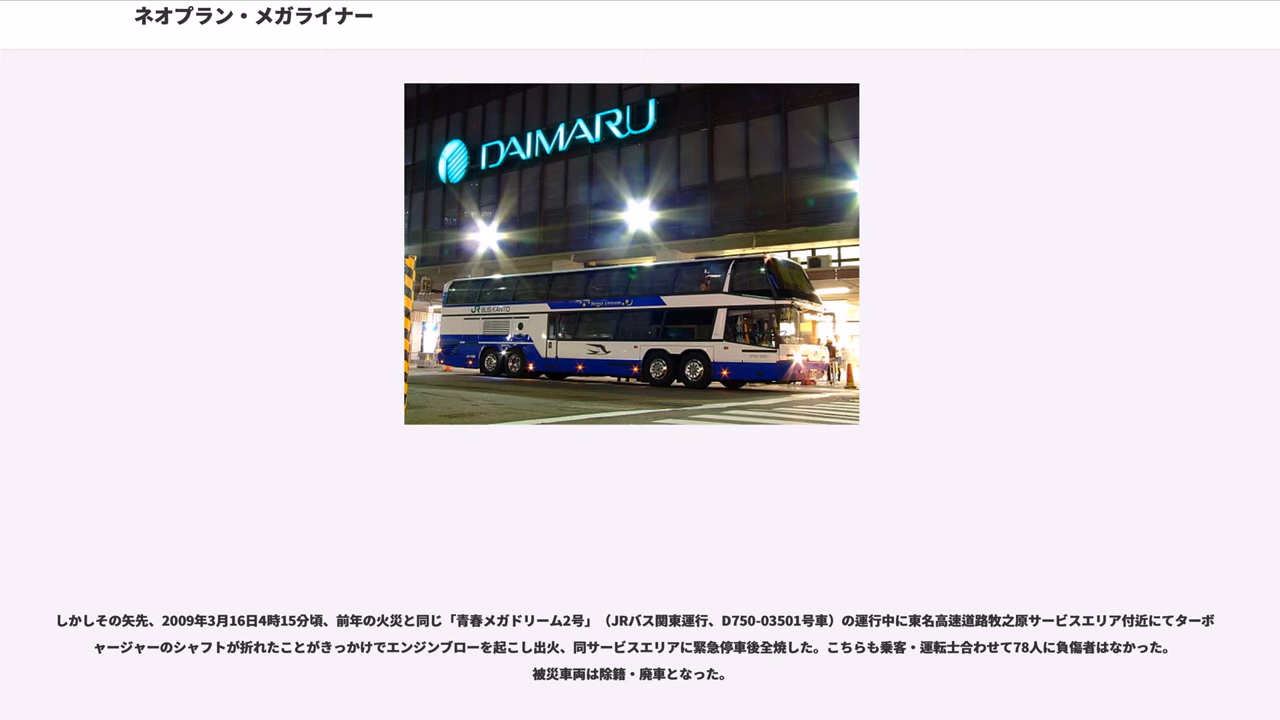 ネオプラン・メガライナー
DAIMARU
JR BUS KANTO
しかしその矢先、2009年3月16日4時15分頃、前年の火災と同じ「青春メガドリーム2号」（JRバス関東運行、D750-03501号車）の運行中に東名高速道路牧之原サービスエリア付近にてターボ
ャージャーのシャフトが折れたことがきっかけでエンジンブローを起こし出火、同サービスエリアに緊急停車後全焼した。こちらも乗客・運転士合わせて78人に負傷者はなかった。
被災車両は除籍・廃車となった。